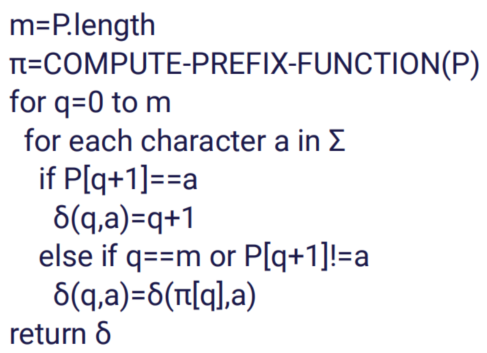 m=P.length
π=COMPUTE-PREFIX-FUNCTION(P)
for q=0 to m
for each character a in Σ
if P[q+1]==a
δ(q,a)=q+1
else if q==m or P[q+1]!=a
δ(q,a)=δ(π[q],a)
return δ